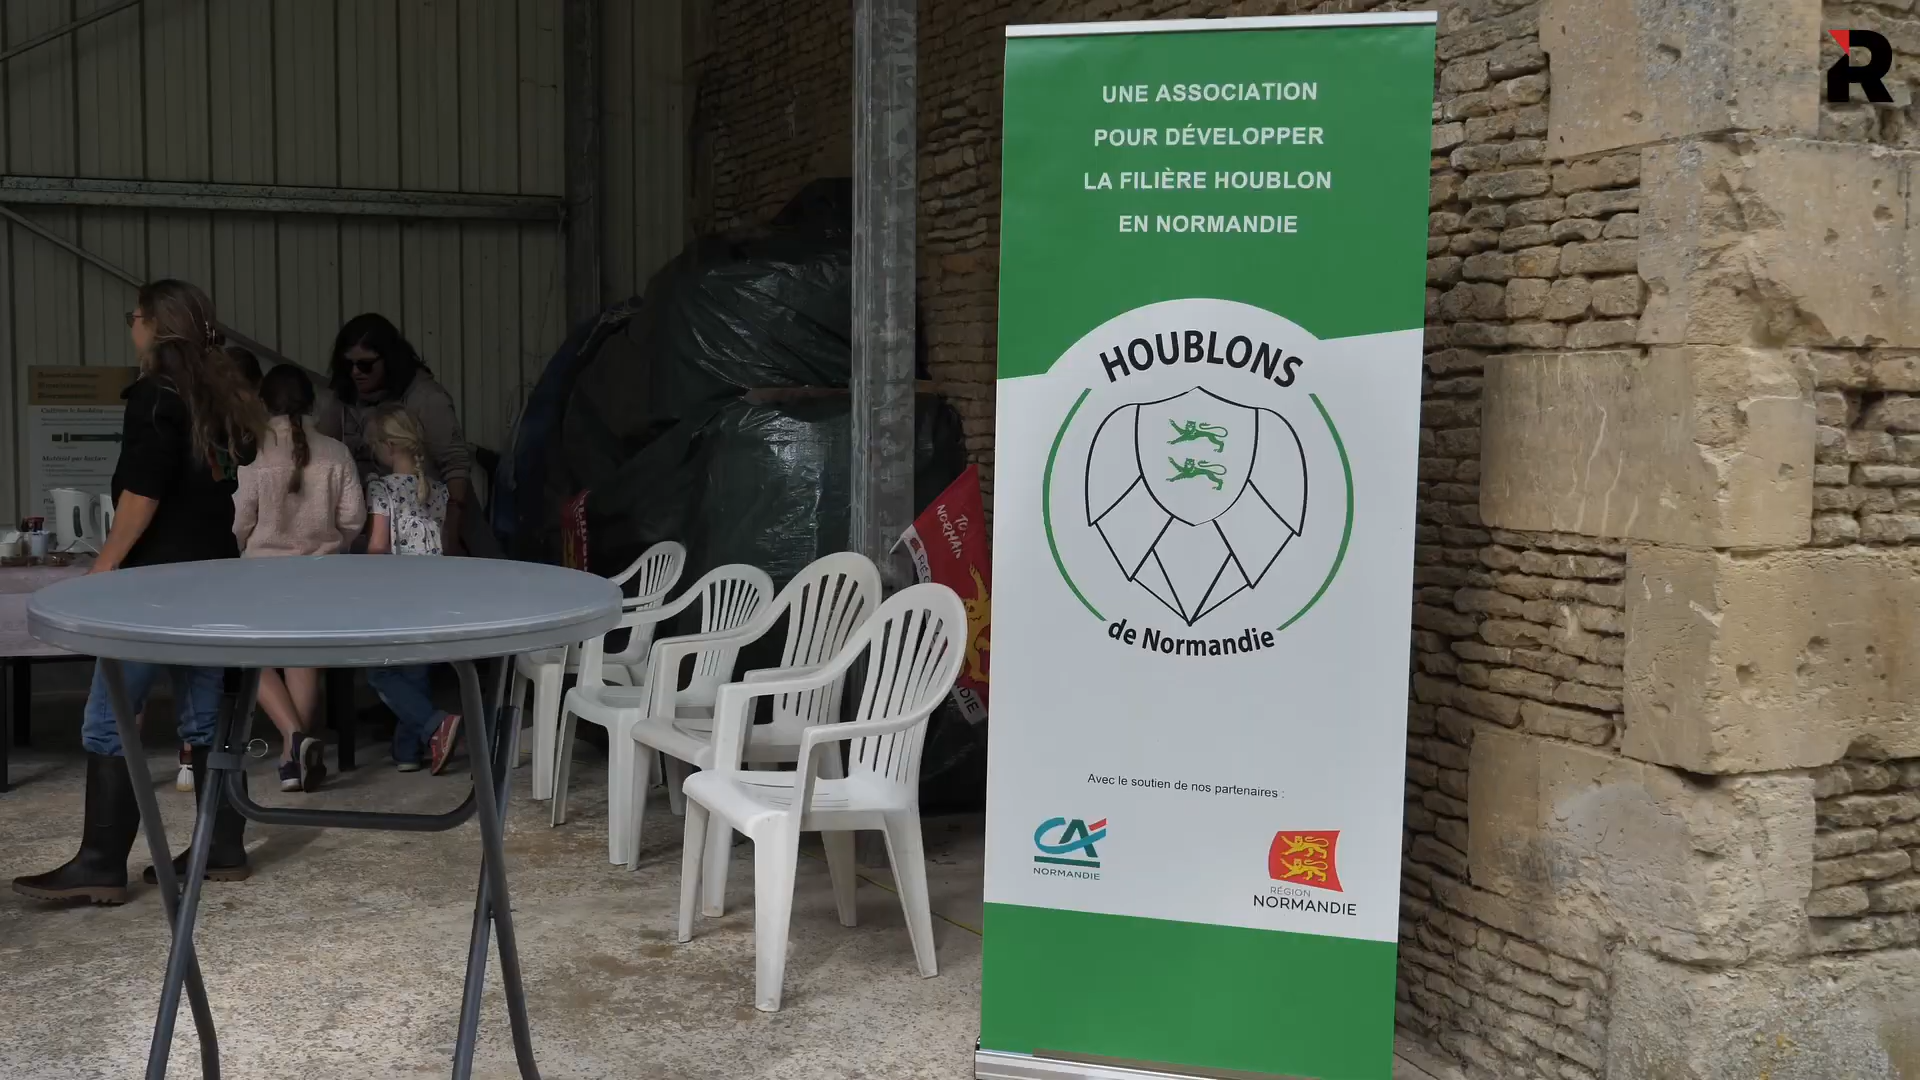 UNE ASSOCIATION
POUR DÉVELOPPER
LA FILIÈRE HOUBLON
EN NORMANDIE
HOUBLONS
de Normandie
Avec le soutien de nos partenaires :
CA
NORMANDIE
RÉGION
NORMANDIE
R